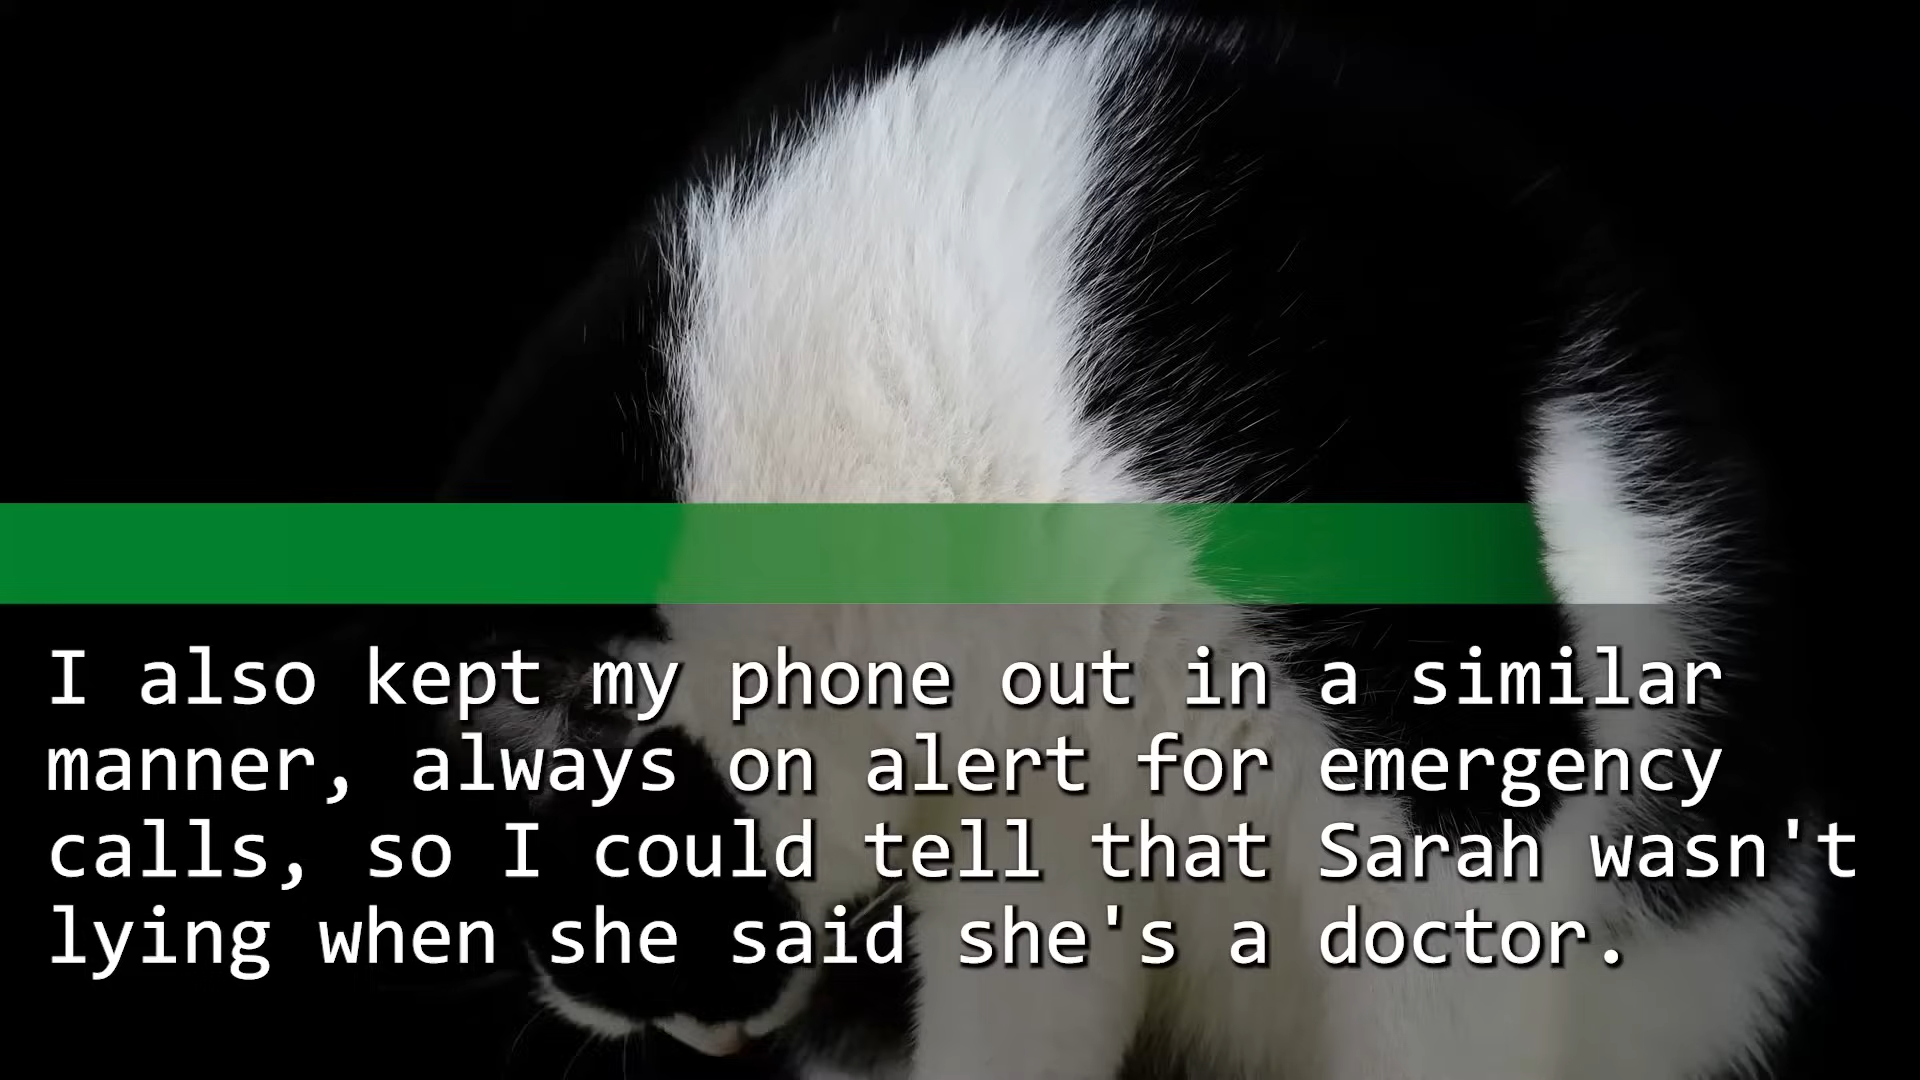 I also kept my phone out in a similar
manner, always on alert for emergency
calls, so I could tell that Sarah wasn't
lying when she said she's a doctor.